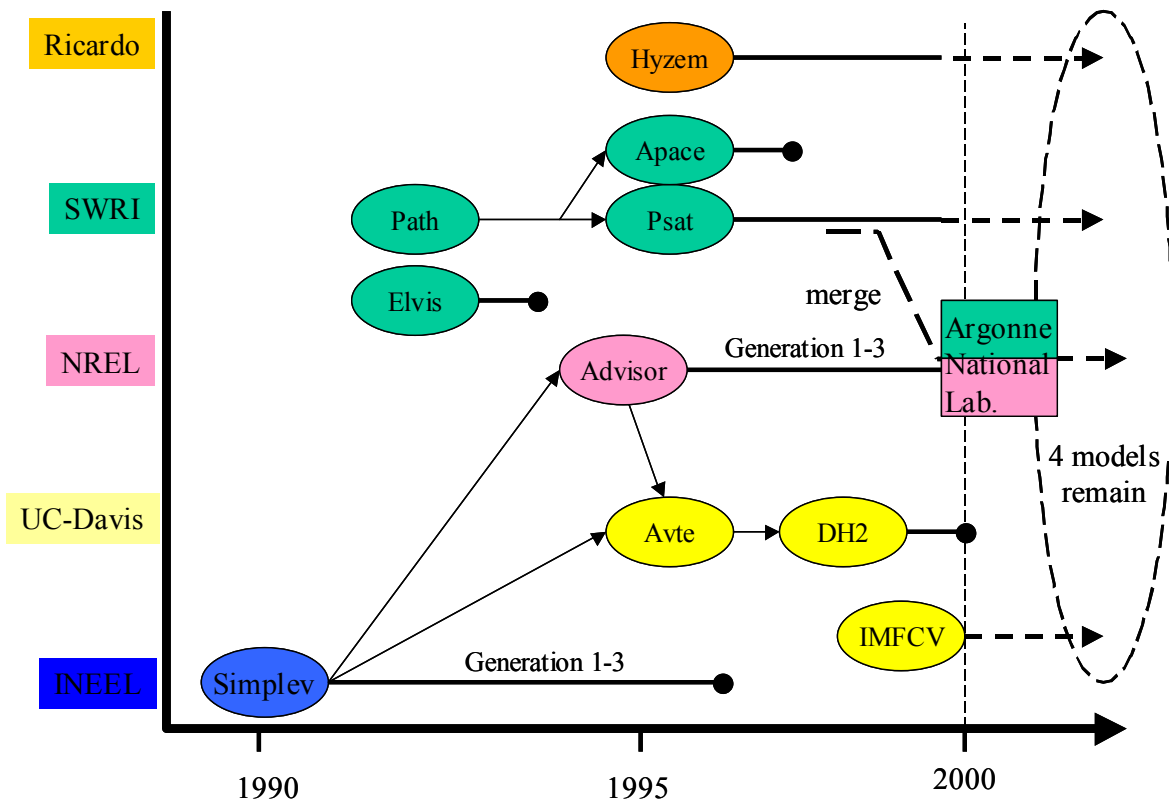 Ricardo
Hyzem
Apace
SWRI
Path
Psat
Elvis
merge
Argonne
National
Lab.
NREL
Advisor
Generation 1-3
4 models
remain
UC-Davis
Avte
DH2
IMFCV
INEEL
Simplev
Generation 1-3
1990
1995
2000